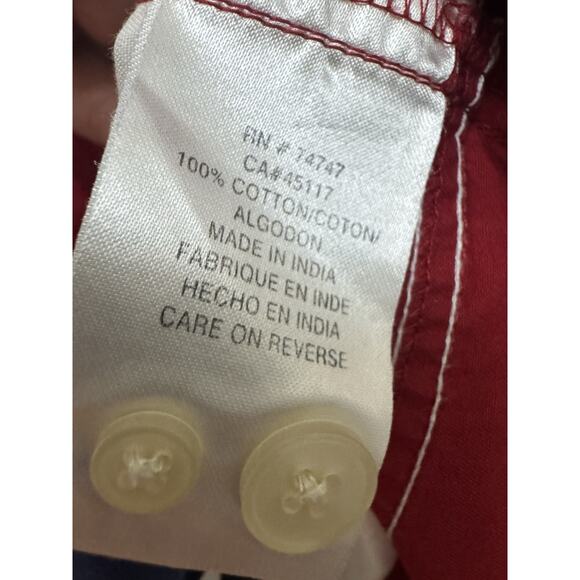 RN # 74747
CA#45117
100% COTTON/COTON/
ALGODON
MADE IN INDIA
FABRIQUE EN INDE
HECHO EN INDIA
CARE ON REVERSE